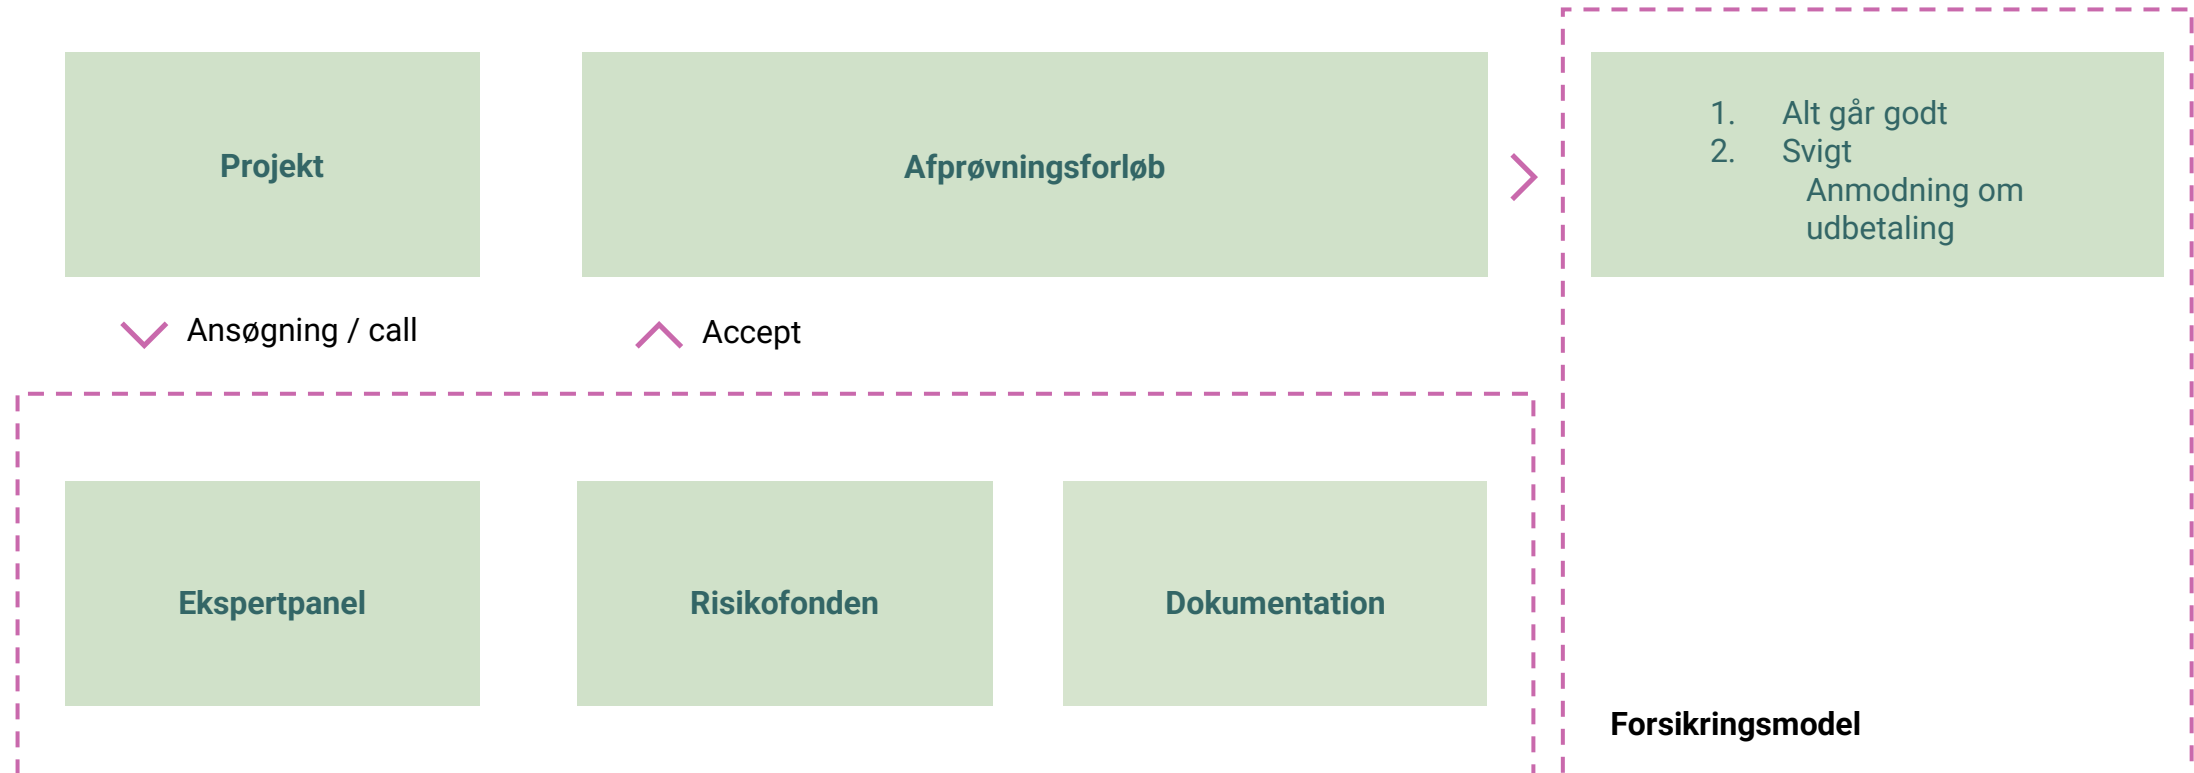 Projekt
Afprøvningsforløb
1. Alt går godt
2. Svigt
Anmodning om
udbetaling
Ansøgning / call
Accept
Ekspertpanel
Risikofonden
Dokumentation
Forsikringsmodel